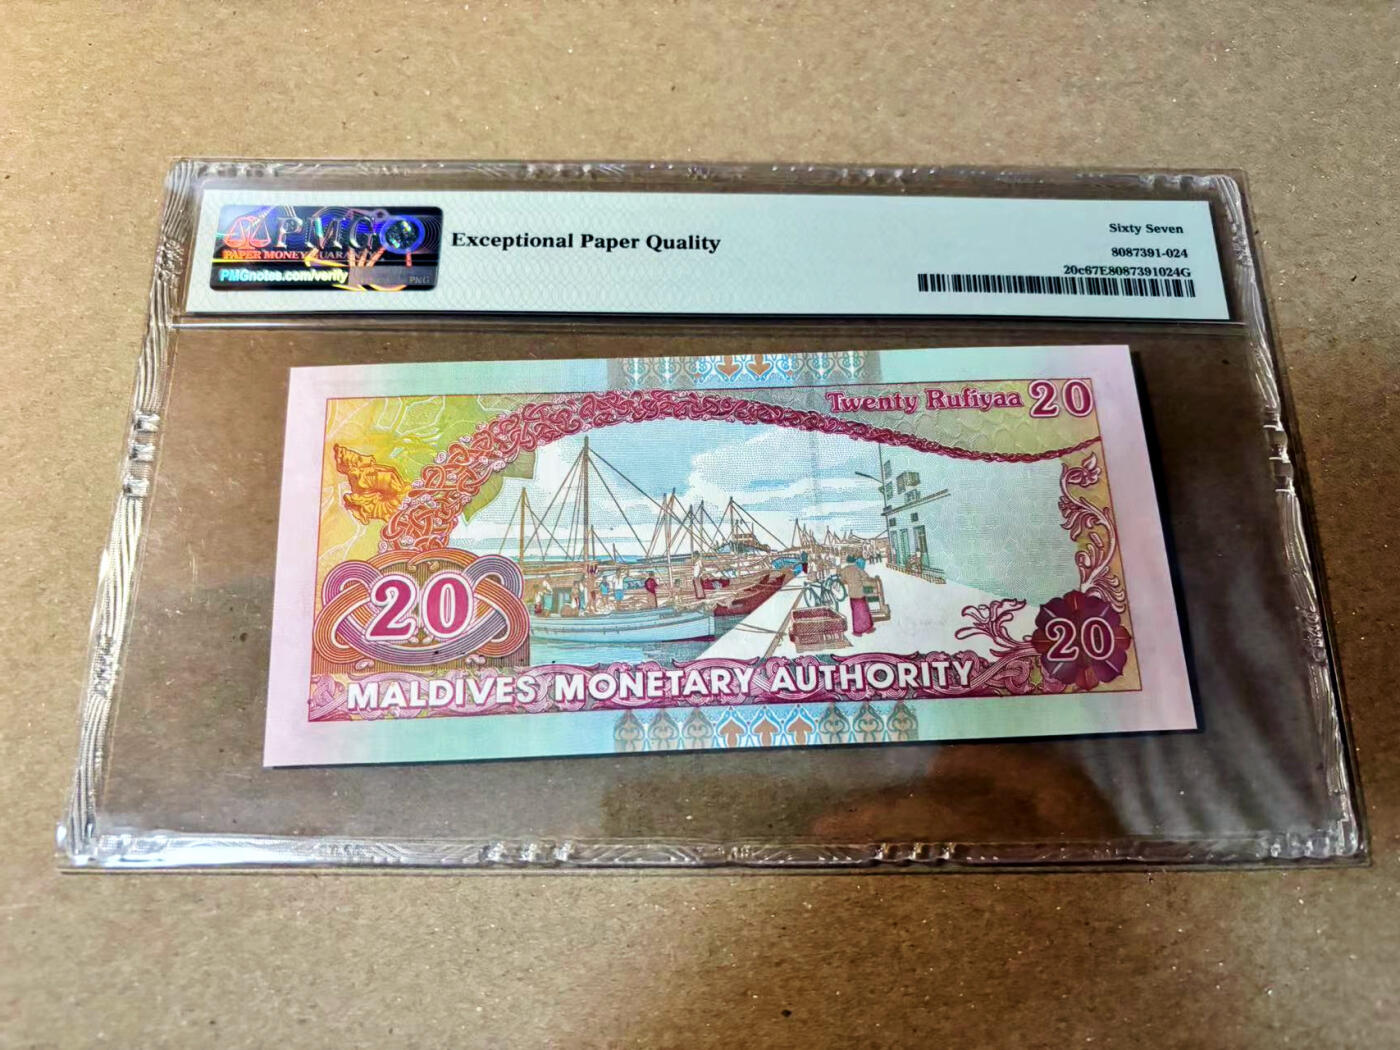 PMG
PAPER MONEY GUARANTY
PMGnotes.com/verify
PKG
Exceptional Paper Quality
Sixty Seven
8087391-024
20c67E8087391024G
Twenty Rufiyaa 20
20
20
MALDIVES MONETARY AUTHORITY